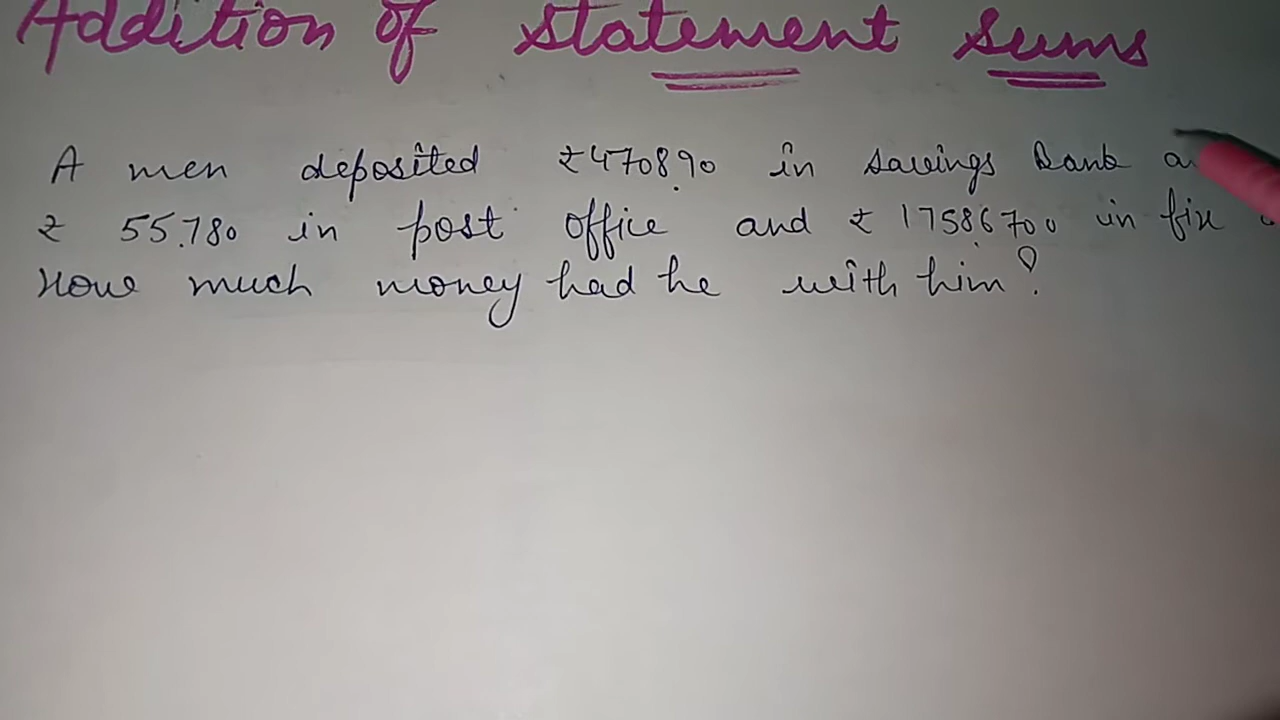 Addition of statement sums
A men deposited ₹470890 in savings Bank
₹ 55780 in post office and ₹ 17586700 in fix
How much money had he with him?